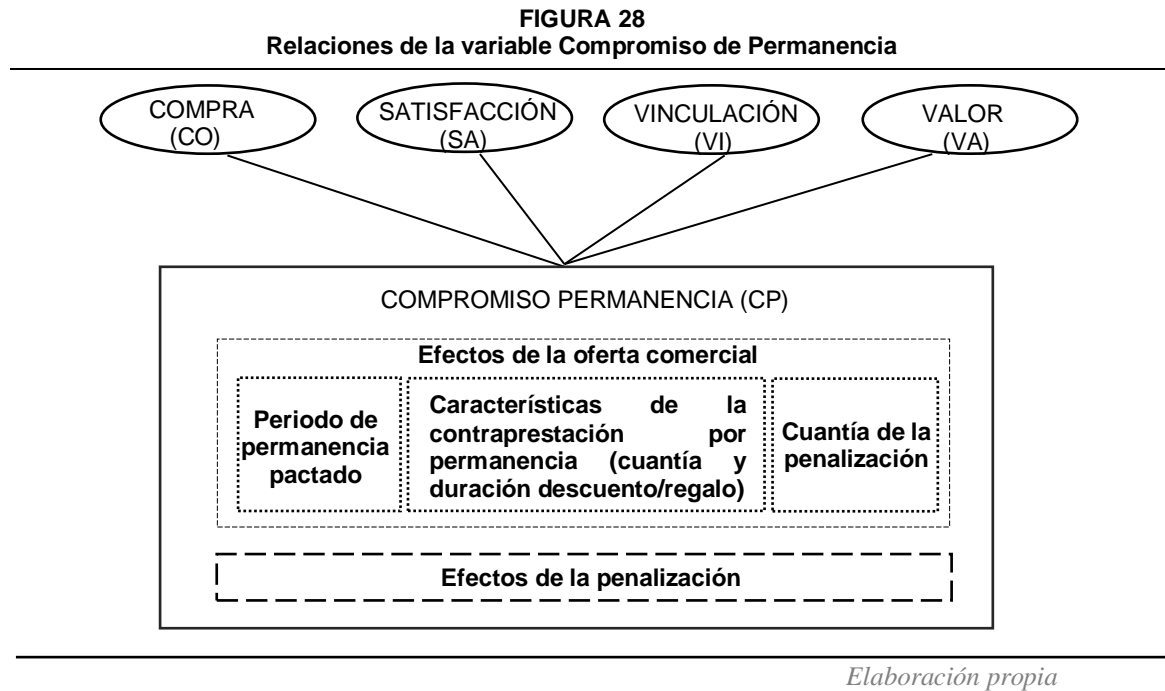 FIGURA 28
Relaciones de la variable Compromiso de Permanencia
COMPRA
(CO)
SATISFACCIÓN
(SA)
VINCULACIÓN
(VI)
VALOR
(VA)
COMPROMISO PERMANENCIA (CP)
Efectos de la oferta comercial
Periodo de
permanencia
pactado
Características de la
contraprestación por
permanencia (cuantía y
duración descuento/regalo)
Cuantía de la
penalización
Efectos de la penalización
Elaboración propia